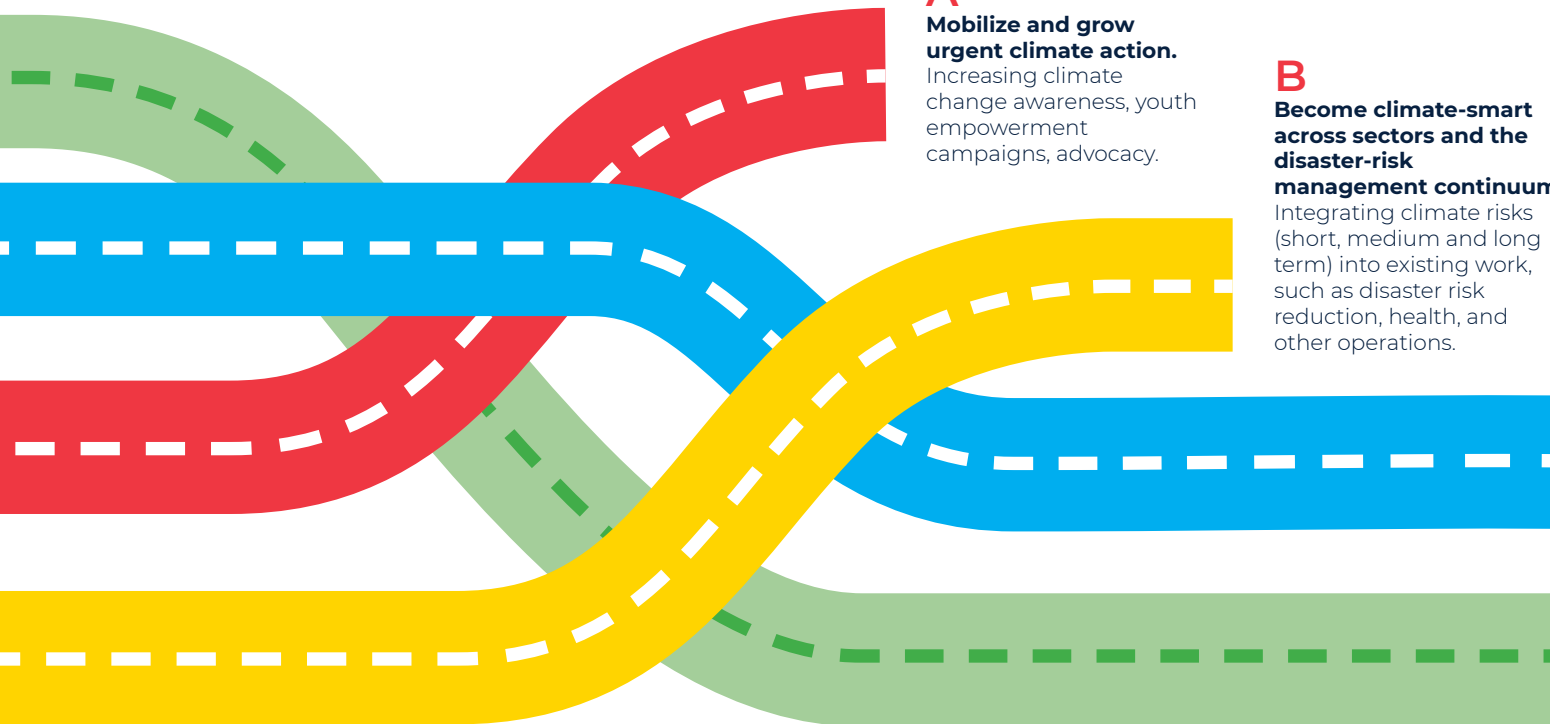 A
Mobilize and grow
urgent climate action.
Increasing climate
change awareness, youth
empowerment
campaigns, advocacy.
B
Become climate-smart
across sectors and the
disaster-risk
management continuum
Integrating climate risks
(short, medium and long
term) into existing work,
such as disaster risk
reduction, health, and
other operations.